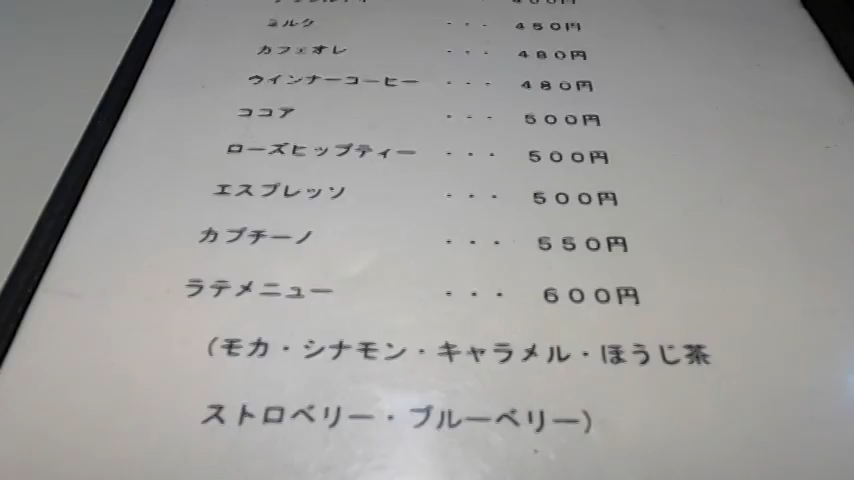 ミルク ・・・ 450円
カフェオレ ・・・ 480円
ウインナーコーヒー ・・・ 480円
ココア ・・・ 500円
ローズヒップティー ・・・ 500円
エスプレッソ ・・・ 500円
カプチーノ ・・・ 550円
ラテメニュー ・・・ 600円
(モカ・シナモン・キャラメル・ほうじ茶
ストロベリー・ブルーベリー)